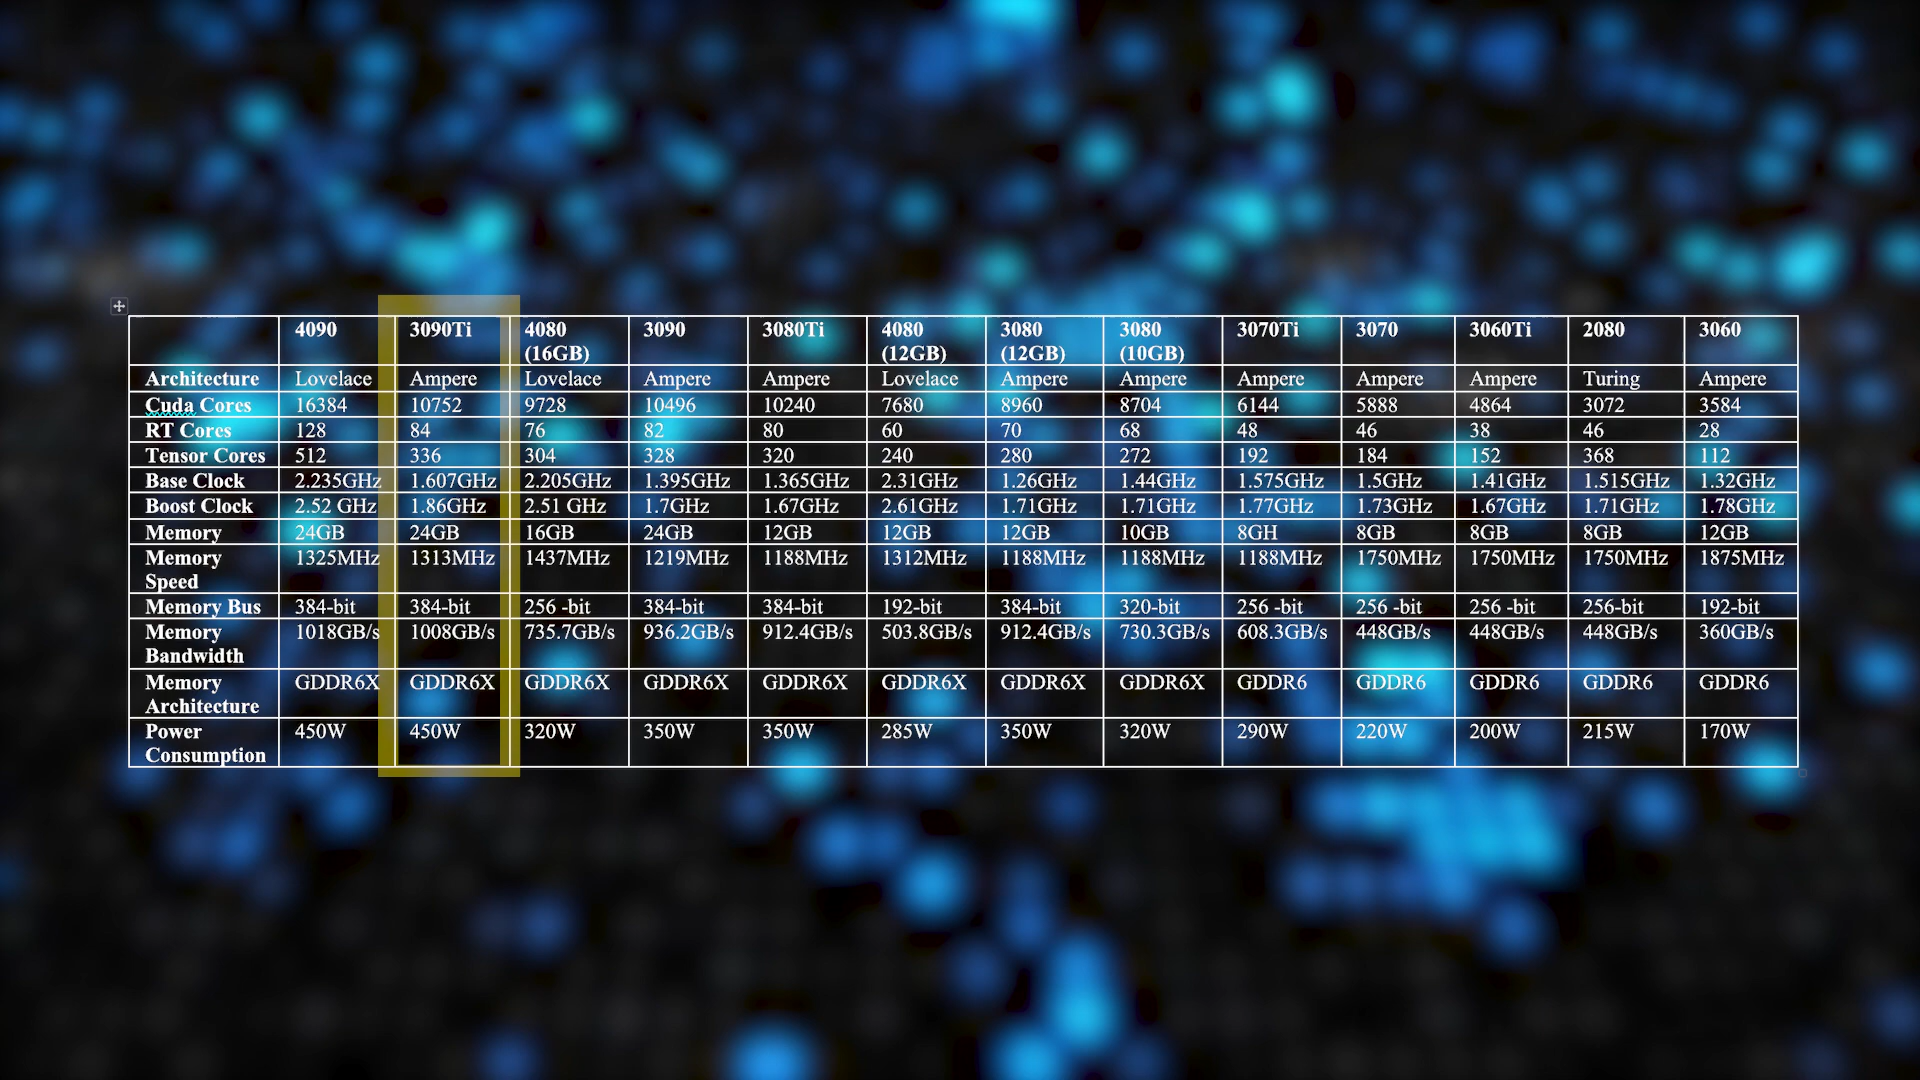 4090 3090Ti 4080 3090 3080Ti 4080 3080 3080 3070Ti 3070 3060Ti 2080 3060
(16GB) (12GB) (12GB) (10GB)
Architecture Lovelace Ampere Lovelace Ampere Ampere Lovelace Ampere Ampere Ampere Ampere Ampere Turing Ampere
Cuda Cores 16384 10752 9728 10496 10240 7680 8960 8704 6144 5888 4864 3072 3584
RT Cores 128 84 76 82 80 60 70 68 48 46 38 46 28
Tensor Cores 512 336 304 328 320 240 280 272 192 184 152 368 112
Base Clock 2.235GHz 1.607GHz 2.205GHz 1.395GHz 1.365GHz 2.31GHz 1.26GHz 1.44GHz 1.575GHz 1.5GHz 1.41GHz 1.515GHz 1.32GHz
Boost Clock 2.52 GHz 1.86GHz 2.51 GHz 1.7GHz 1.67GHz 2.61GHz 1.71GHz 1.71GHz 1.77GHz 1.73GHz 1.67GHz 1.71GHz 1.78GHz
Memory 24GB 24GB 16GB 24GB 12GB 12GB 12GB 10GB 8GH 8GB 8GB 8GB 12GB
Memory 1325MHz 1313MHz 1437MHz 1219MHz 1188MHz 1312MHz 1188MHz 1188MHz 1188MHz 1750MHz 1750MHz 1750MHz 1875MHz
Speed
Memory Bus 384-bit 384-bit 256 -bit 384-bit 384-bit 192-bit 384-bit 320-bit 256 -bit 256 -bit 256 -bit 256-bit 192-bit
Memory 1018GB/s 1008GB/s 735.7GB/s 936.2GB/s 912.4GB/s 503.8GB/s 912.4GB/s 730.3GB/s 608.3GB/s 448GB/s 448GB/s 448GB/s 360GB/s
Bandwidth
Memory GDDR6X GDDR6X GDDR6X GDDR6X GDDR6X GDDR6X GDDR6X GDDR6X GDDR6 GDDR6 GDDR6 GDDR6 GDDR6
Architecture
Power 450W 450W 320W 350W 350W 285W 350W 320W 290W 220W 200W 215W 170W
Consumption